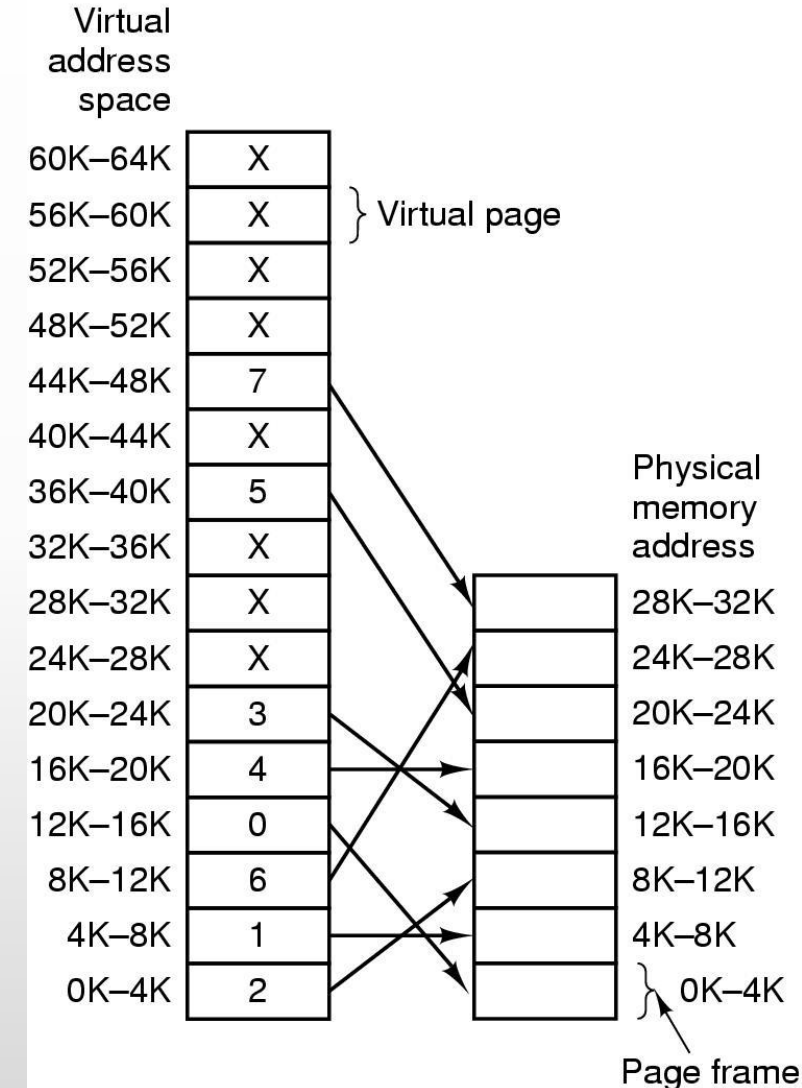 Virtual
address
space
60K–64K X
56K–60K X } Virtual page
52K–56K X
48K–52K X
44K–48K 7
40K–44K X
36K–40K 5
32K–36K X
28K–32K X
24K–28K X
20K–24K 3
16K–20K 4
12K–16K 0
8K–12K 6
4K–8K 1
0K–4K 2
Physical
memory
address
28K–32K
24K–28K
20K–24K
16K–20K
12K–16K
8K–12K
4K–8K
} 0K–4K
Page frame